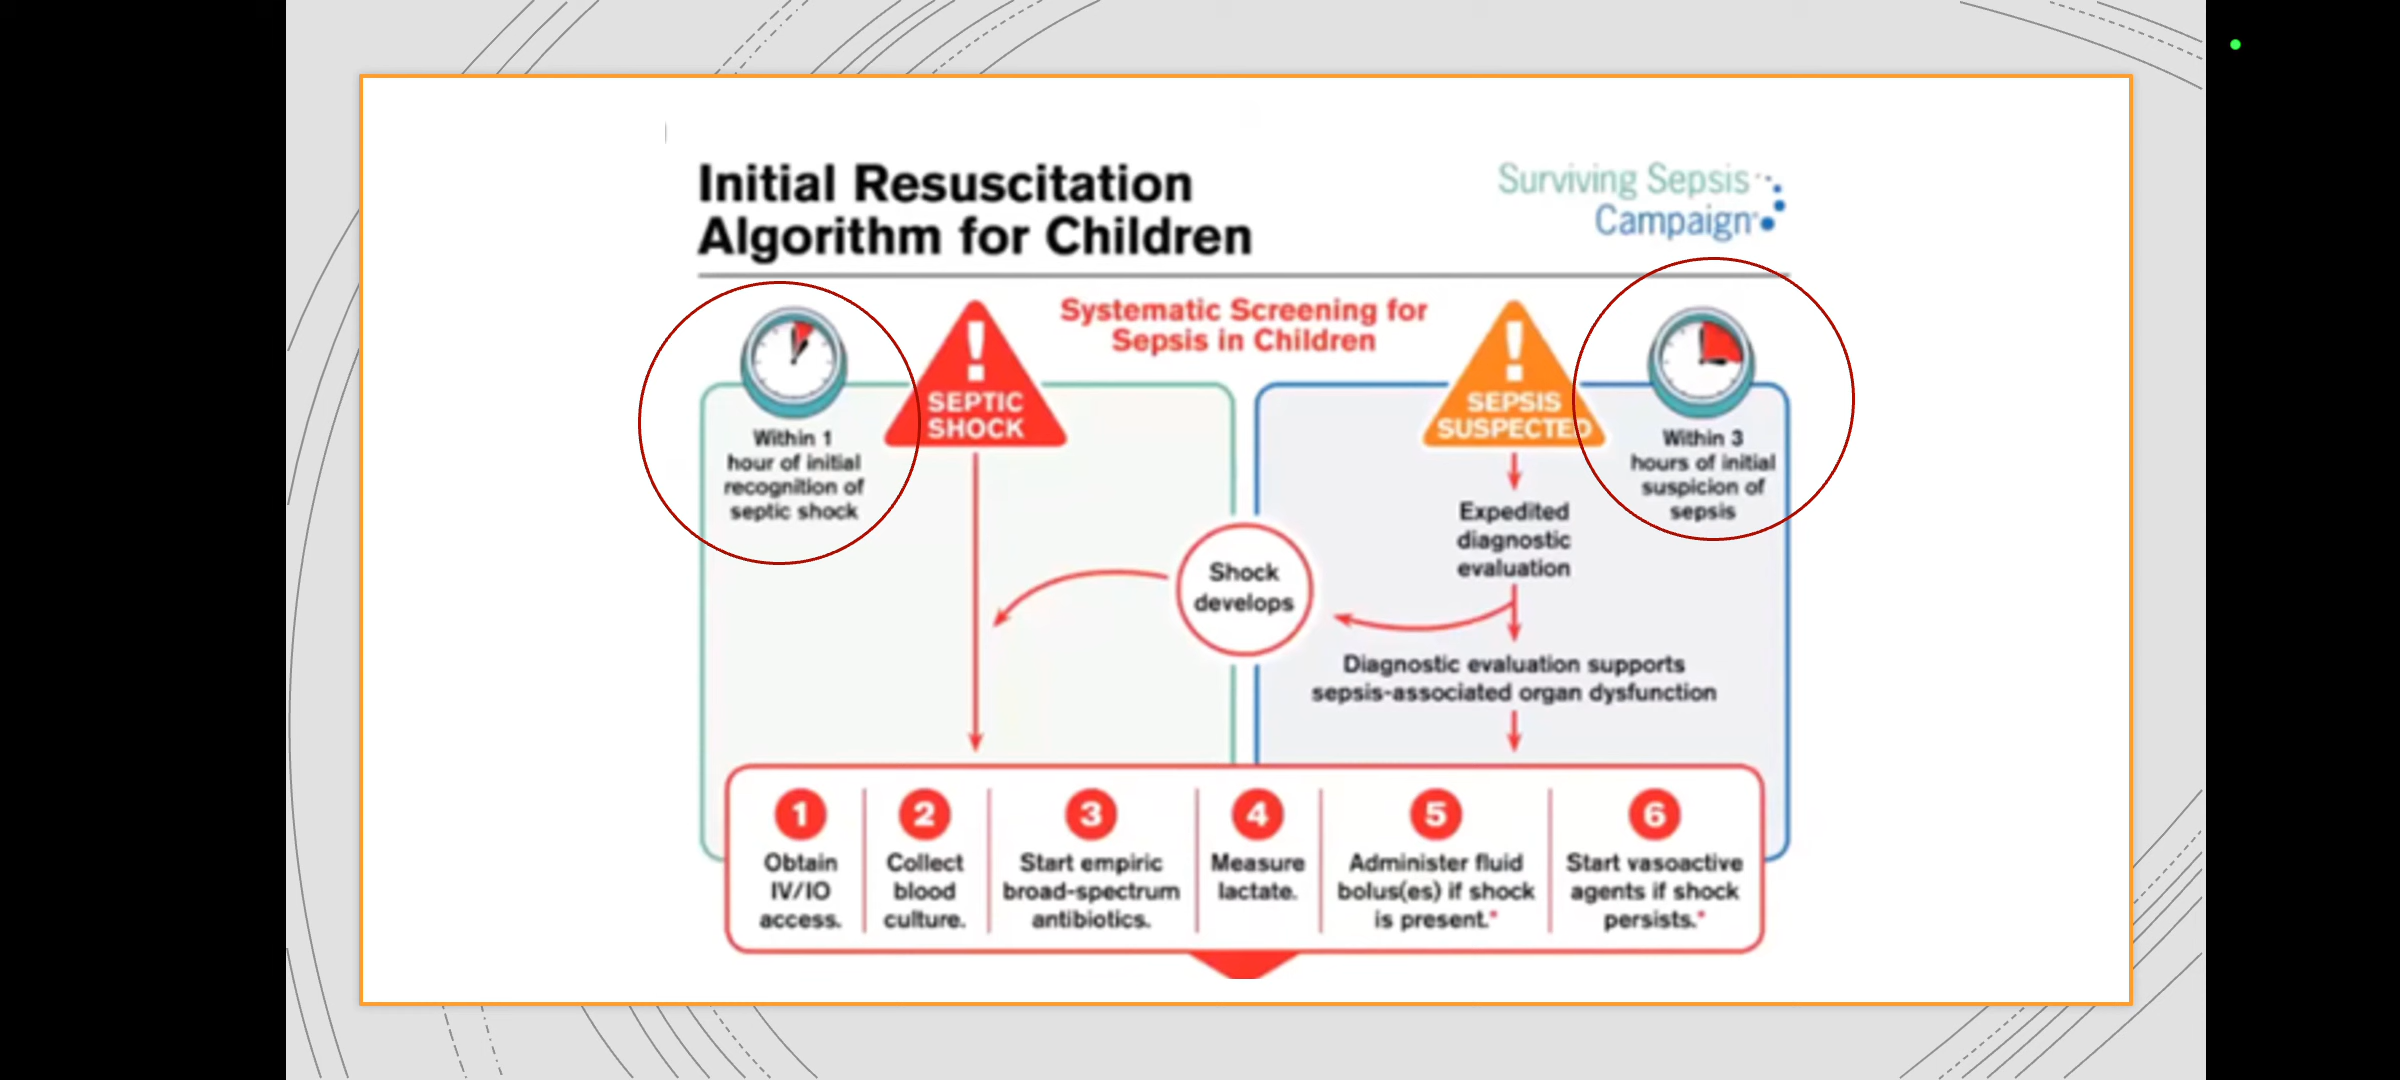 Initial Resuscitation
Algorithm for Children
Surviving Sepsis
Campaign
Systematic Screening for
Sepsis in Children
Within 1
hour of initial
recognition of
septic shock
!
SEPTIC
SHOCK
!
SEPSIS
SUSPECTED
Within 3
hours of initial
suspicion of
sepsis
Expedited
diagnostic
evaluation
Shock
develops
Diagnostic evaluation supports
sepsis-associated organ dysfunction
1
Obtain
IV/IO
access.
2
Collect
blood
culture.
3
Start empiric
broad-spectrum
antibiotics.
4
Measure
lactate.
5
Administer fluid
bolus(es) if shock
is present.*
6
Start vasoactive
agents if shock
persists.*